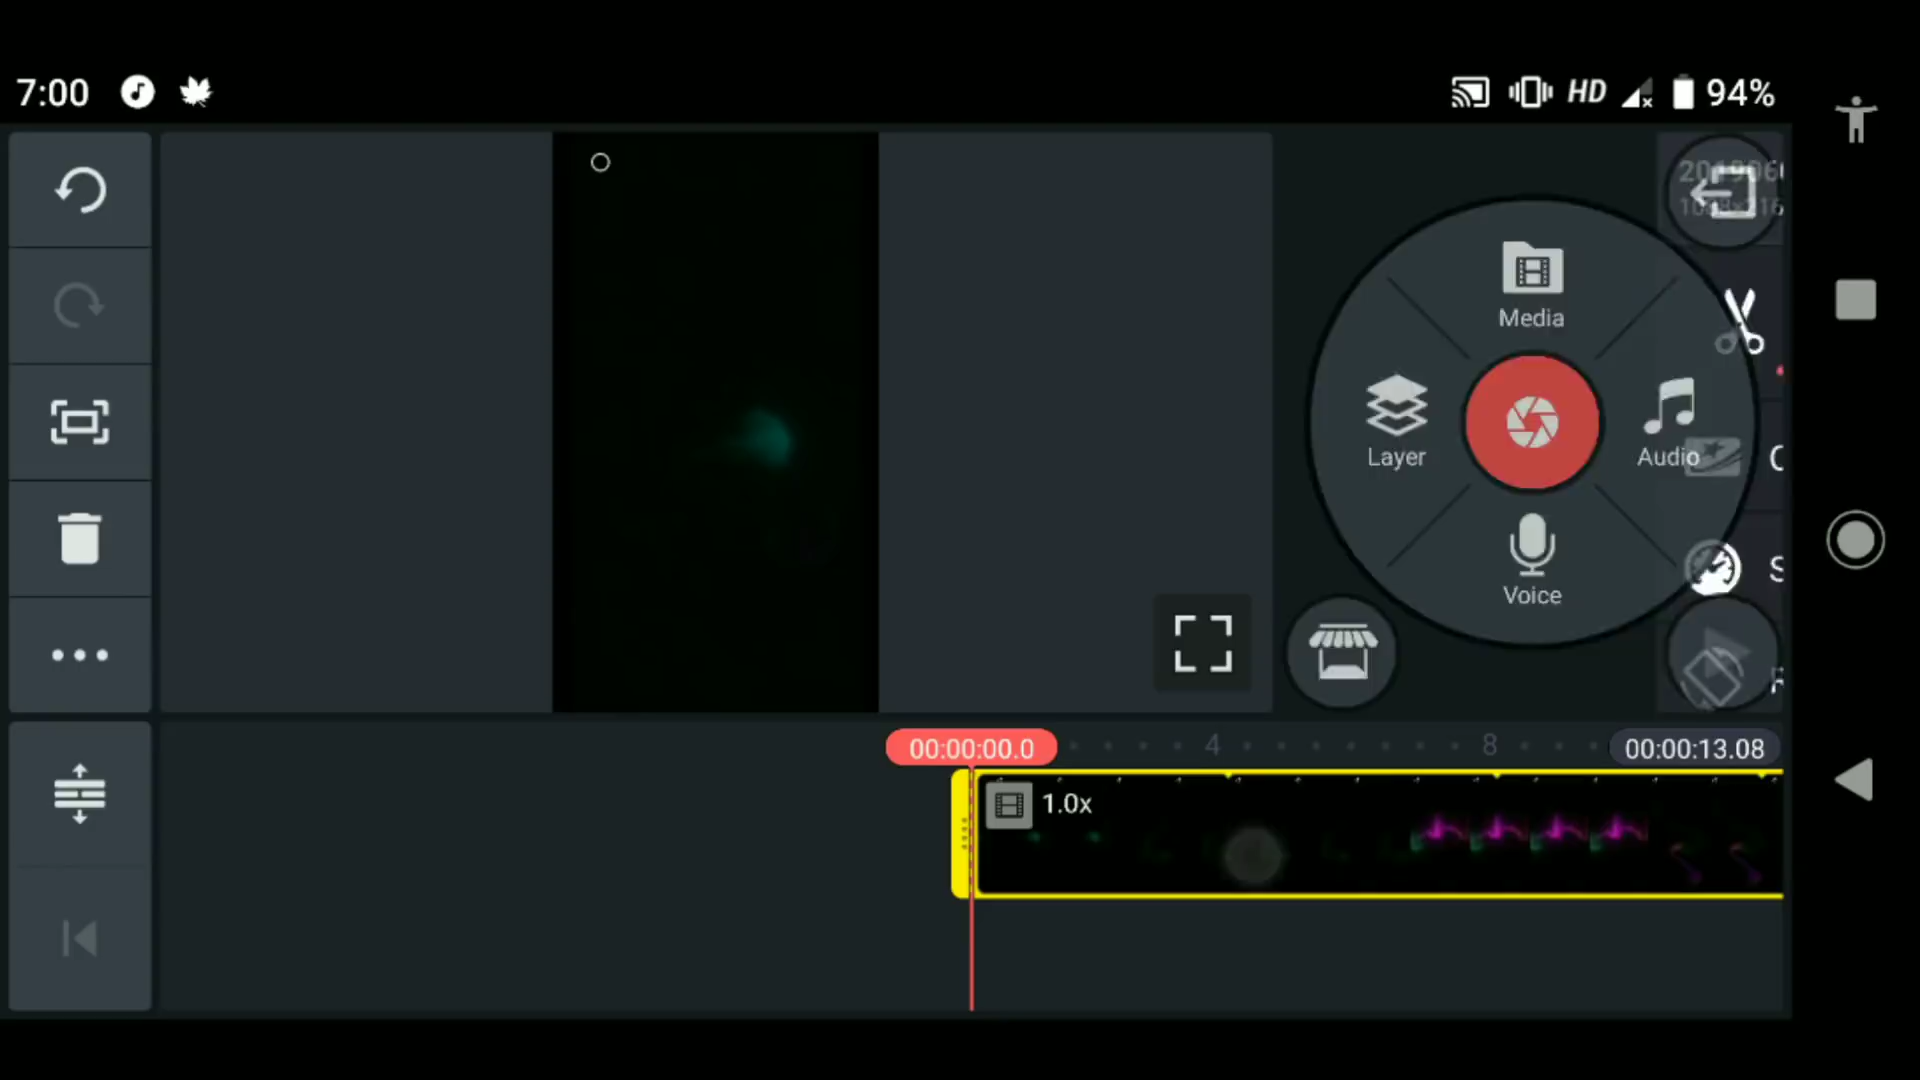 7:00
HD
94%
Media
Layer
Audio
Voice
00:00:00.0
4
8
00:00:13.08
1.0x